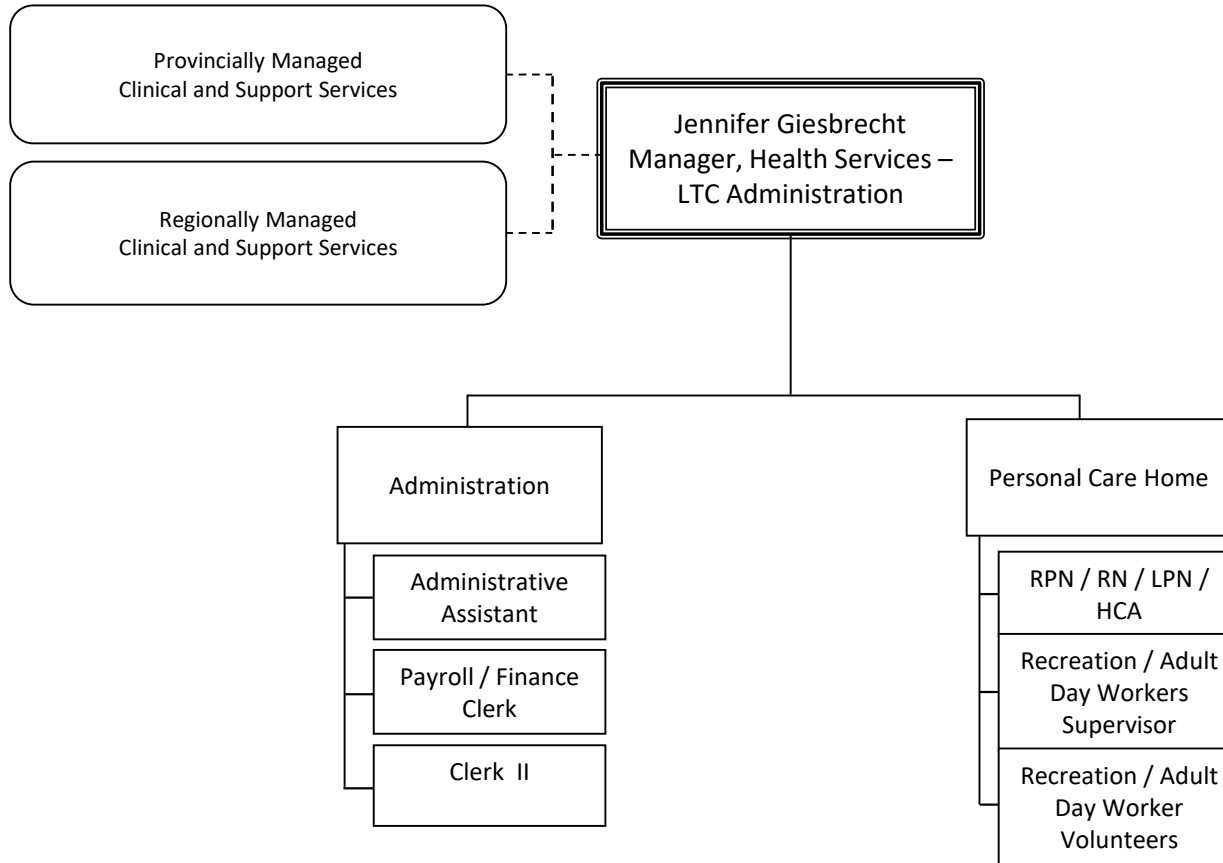 Provincially Managed
Clinical and Support Services
Regionally Managed
Clinical and Support Services
Jennifer Giesbrecht
Manager, Health Services –
LTC Administration
Administration
Administrative
Assistant
Payroll / Finance
Clerk
Clerk  II
Personal Care Home
RPN / RN / LPN /
HCA
Recreation / Adult
Day Workers
Supervisor
Recreation / Adult
Day Worker
Volunteers